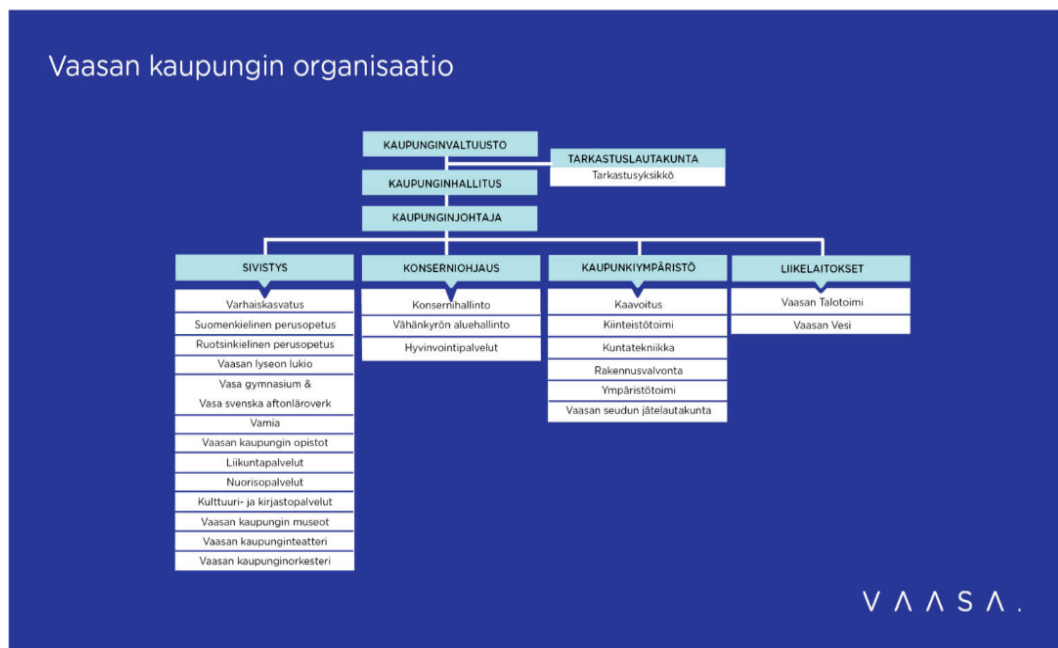 Vaasan kaupungin organisaatio
KAUPUNGINVALTUUSTO
TARKASTUSLAUTAKUNTA
Tarkastusyksikkö
KAUPUNGINHALLITUS
KAUPUNGINJOHTAJA
SIVISTYS
Varhaiskasvatus
Suomenkielinen perusopetus
Ruotsinkielinen perusopetus
Vaasan lyseon lukio
Vasa gymnasium &
Vasa svenska aftonläroverk
Vamia
Vaasan kaupungin opistot
Liikuntapalvelut
Nuorisopalvelut
Kulttuuri- ja kirjastopalvelut
Vaasan kaupungin museot
Vaasan kaupunginteatteri
Vaasan kaupunginorkesteri
KONSERNIOHJAUS
Konsernihallinto
Vähänkyrön aluehallinto
Hyvinvointipalvelut
KAUPUNKIYMPÄRISTÖ
Kaavoitus
Kiinteistötoimi
Kuntatekniikka
Rakennusvalvonta
Ympäristötoimi
Vaasan seudun jätelautakunta
LIIKELAITOKSET
Vaasan Talotoimi
Vaasan Vesi
VAASA.